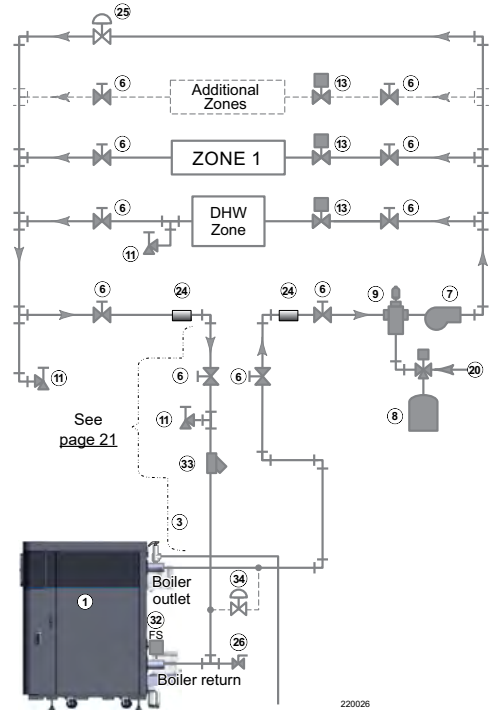 25
6
Additional
Zones
13
6
6
ZONE 1
13
6
6
DHW
Zone
13
6
11
6
24
24
6
9
7
11
6
6
20
8
See
page 21
11
33
3
34
1
Boiler
outlet
32
FS
26
Boiler return
220026